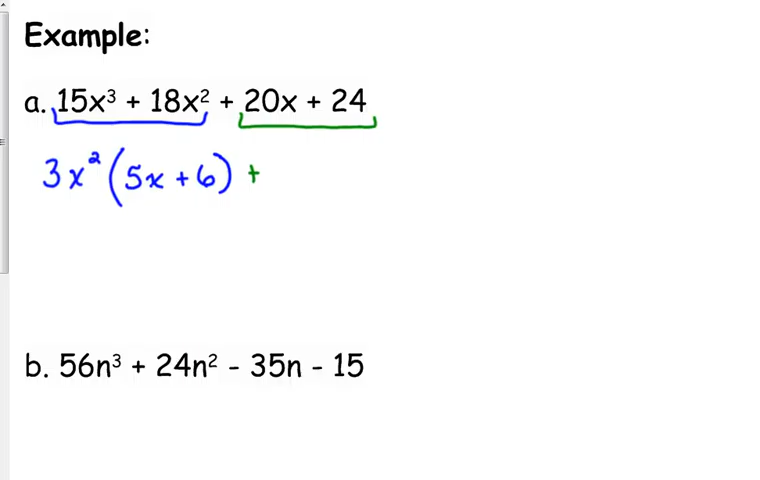 Example:
a. 15x³ + 18x² + 20x + 24
3x²(5x + 6) +
b. 56n³ + 24n² - 35n - 15